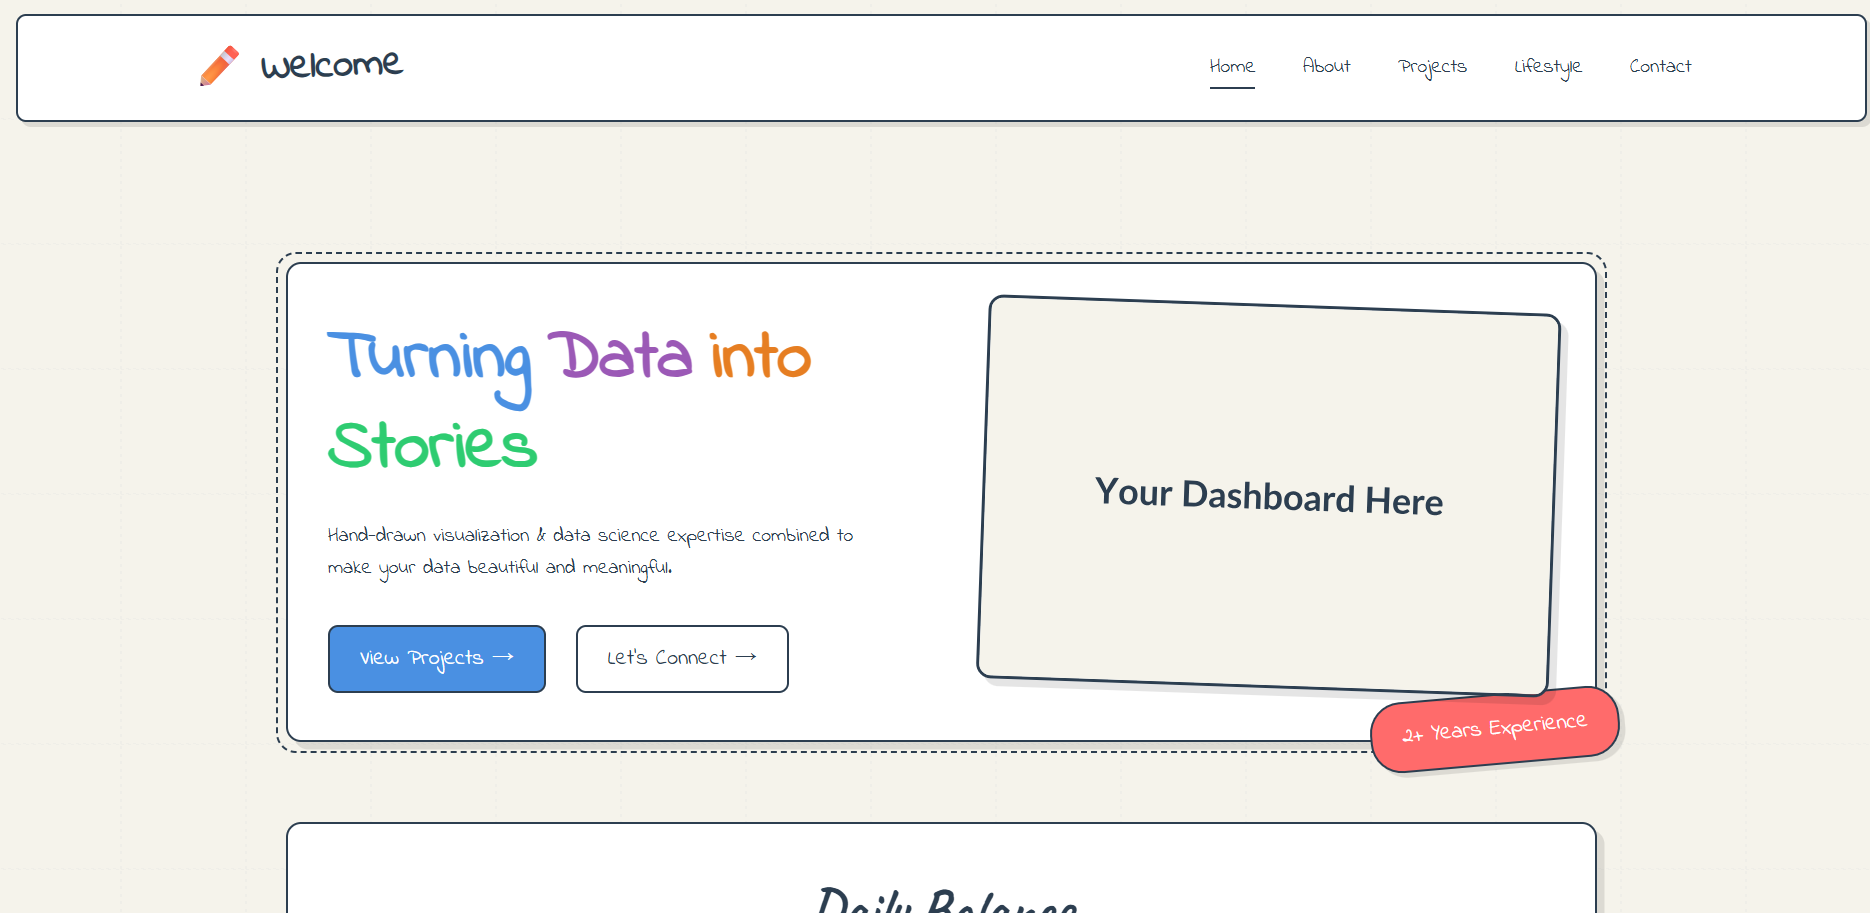 welcome
Home
About
Projects
Lifestyle
Contact
Turning Data into
Stories
Hand-drawn visualization & data science expertise combined to
make your data beautiful and meaningful.
View Projects →
Let's Connect →
Your Dashboard Here
2+ Years Experience
Daily Balance